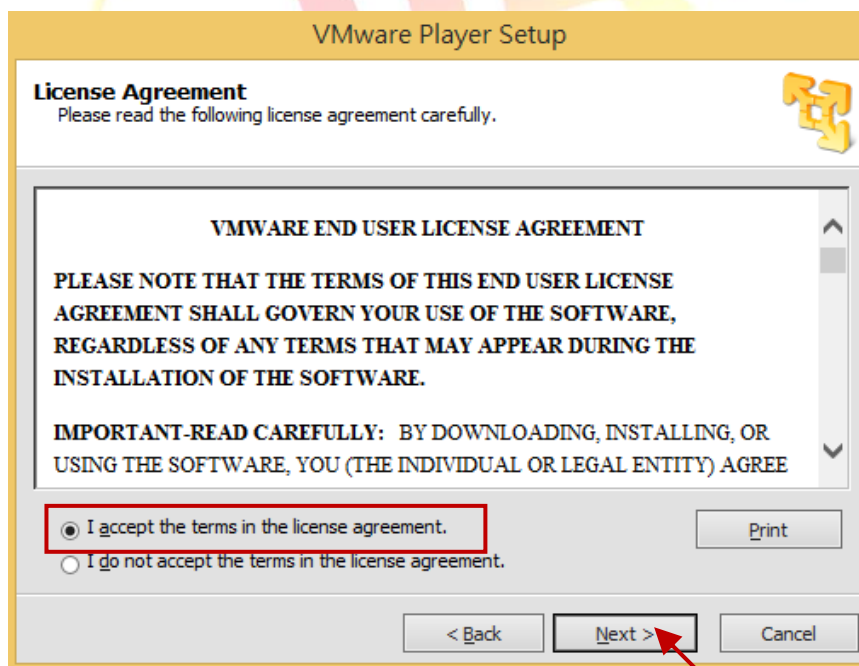 VMware Player Setup
License Agreement
Please read the following license agreement carefully.
VMWARE END USER LICENSE AGREEMENT
PLEASE NOTE THAT THE TERMS OF THIS END USER LICENSE
AGREEMENT SHALL GOVERN YOUR USE OF THE SOFTWARE,
REGARDLESS OF ANY TERMS THAT MAY APPEAR DURING THE
INSTALLATION OF THE SOFTWARE.
IMPORTANT-READ CAREFULLY: BY DOWNLOADING, INSTALLING, OR
USING THE SOFTWARE, YOU (THE INDIVIDUAL OR LEGAL ENTITY) AGREE
I accept the terms in the license agreement.
Print
I do not accept the terms in the license agreement.
< Back Next > Cancel